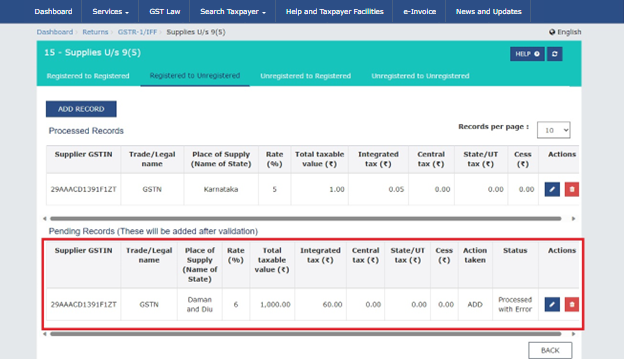 Dashboard Services GST Law Search Taxpayer Help and Taxpayer Facilities e-Invoice News and Updates
Dashboard Returns GSTR-1/IFF Supplies U/s 9(5) English
15 - Supplies U/s 9(5) HELP
Registered to Registered Registered to Unregistered Unregistered to Registered Unregistered to Unregistered
ADD RECORD
Processed Records Records per page : 10
Supplier GSTIN Trade/Legal name Place of Supply (Name of State) Rate (%) Total taxable value (₹) Integrated tax (₹) Central tax (₹) State/UT tax (₹) Cess (₹) Actions
29AAACD1391F1ZT GSTN Karnataka 5 1.00 0.05 0.00 0.00 0.00
Pending Records (These will be added after validation)
Supplier GSTIN Trade/Legal name Place of Supply (Name of State) Rate (%) Total taxable value (₹) Integrated tax (₹) Central tax (₹) State/UT tax (₹) Cess (₹) Action taken Status Actions
29AAACD1391F1ZT GSTN Daman and Diu 6 1,000.00 60.00 0.00 0.00 0.00 ADD Processed with Error
BACK